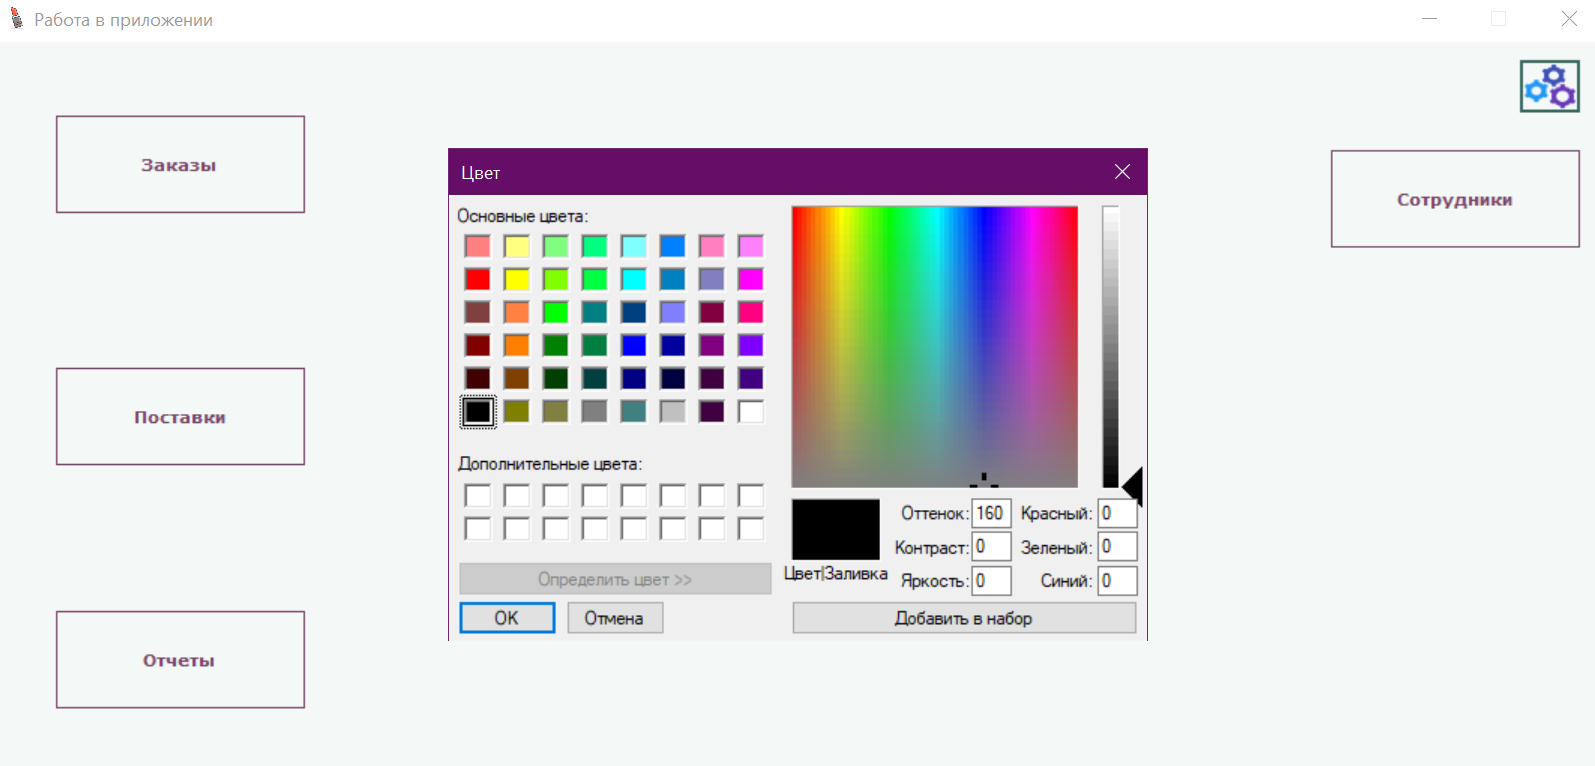 Работа в приложении
Заказы
Поставки
Отчеты
Сотрудники
Цвет
Основные цвета:
Дополнительные цвета:
Определить цвет >>
OK
Отмена
Цвет|Заливка
Оттенок: 160
Контраст: 0
Яркость: 0
Красный: 0
Зеленый: 0
Синий: 0
Добавить в набор